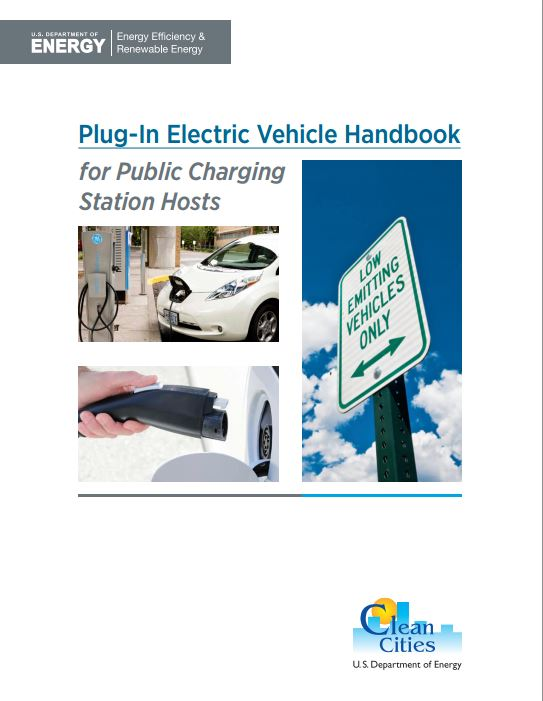 U.S. DEPARTMENT OF
ENERGY
Energy Efficiency &
Renewable Energy
Plug-In Electric Vehicle Handbook
for Public Charging
Station Hosts
LOW
EMITTING
VEHICLES
ONLY
Clean
Cities
U.S. Department of Energy